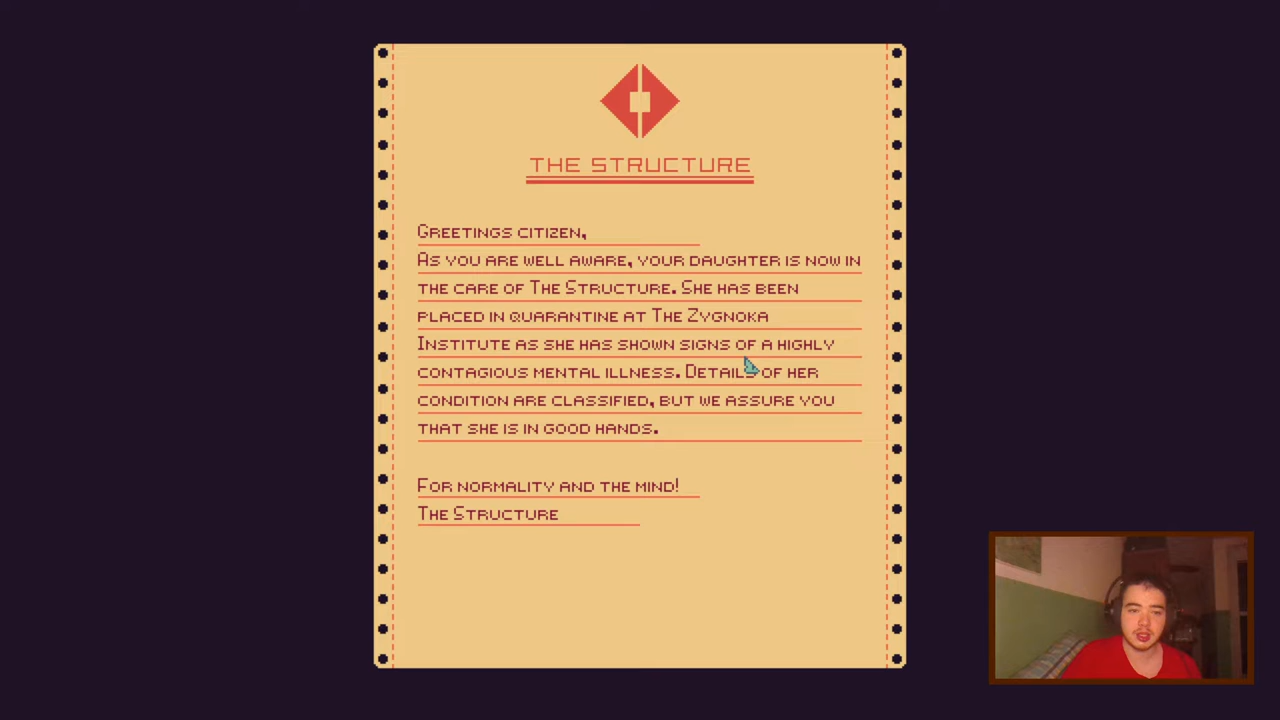 THE STRUCTURE
GREETINGS CITIZEN,
AS YOU ARE WELL AWARE, YOUR DAUGHTER IS NOW IN
THE CARE OF THE STRUCTURE. SHE HAS BEEN
PLACED IN QUARANTINE AT THE ZYGNOKA
INSTITUTE AS SHE HAS SHOWN SIGNS OF A HIGHLY
CONTAGIOUS MENTAL ILLNESS. DETAILS OF HER
CONDITION ARE CLASSIFIED, BUT WE ASSURE YOU
THAT SHE IS IN GOOD HANDS.
FOR NORMALITY AND THE MIND!
THE STRUCTURE